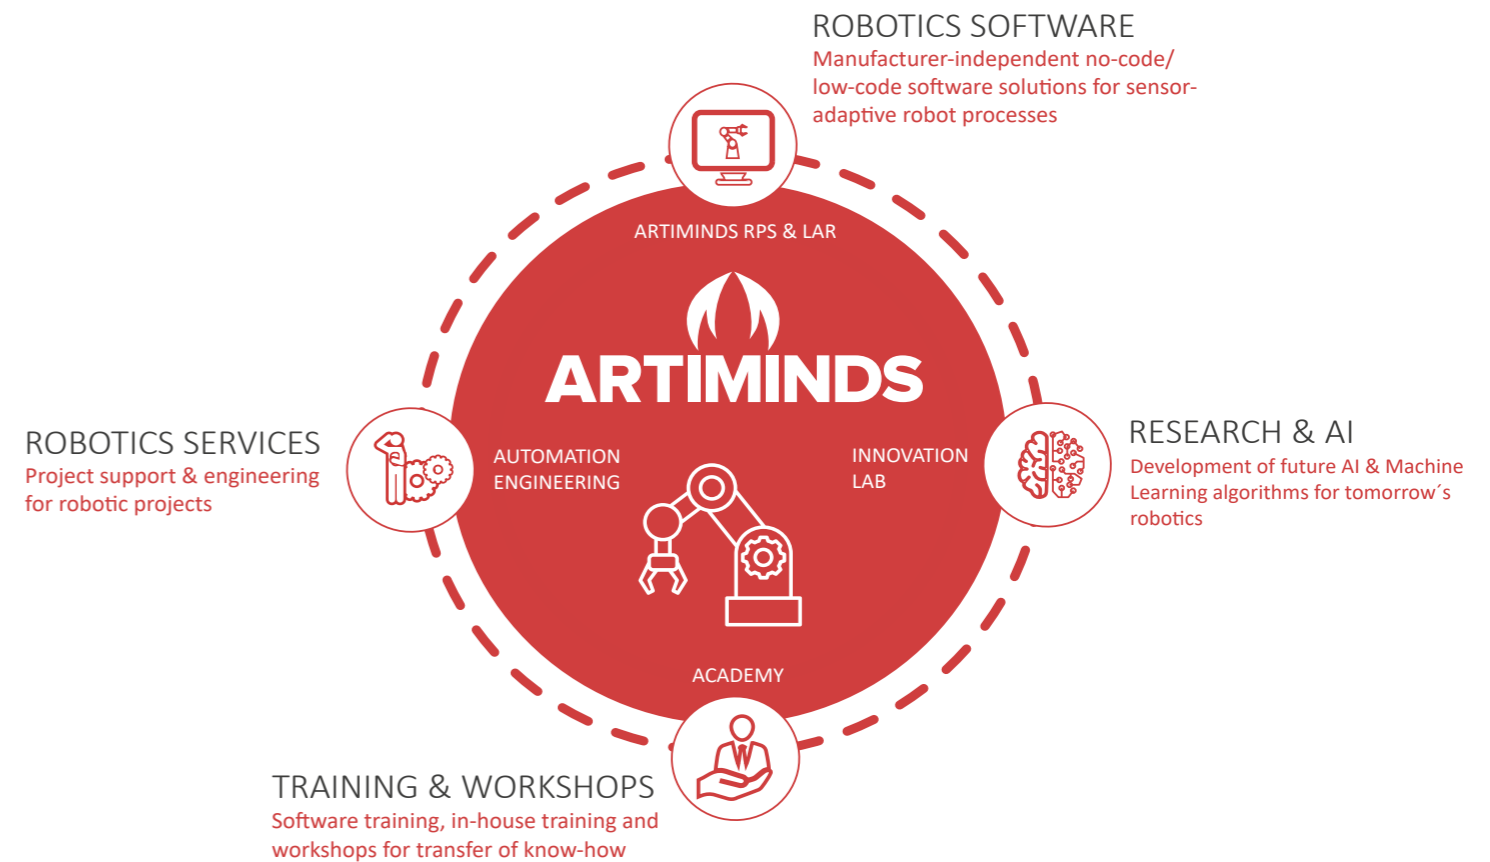 ROBOTICS SOFTWARE
Manufacturer-independent no-code/
low-code software solutions for sensor-
adaptive robot processes
ARTIMINDS RPS & LAR
ARTIMINDS
ROBOTICS SERVICES
Project support & engineering
for robotic projects
AUTOMATION
ENGINEERING
INNOVATION
LAB
RESEARCH & AI
Development of future AI & Machine
Learning algorithms for tomorrow´s
robotics
ACADEMY
TRAINING & WORKSHOPS
Software training, in-house training and
workshops for transfer of know-how